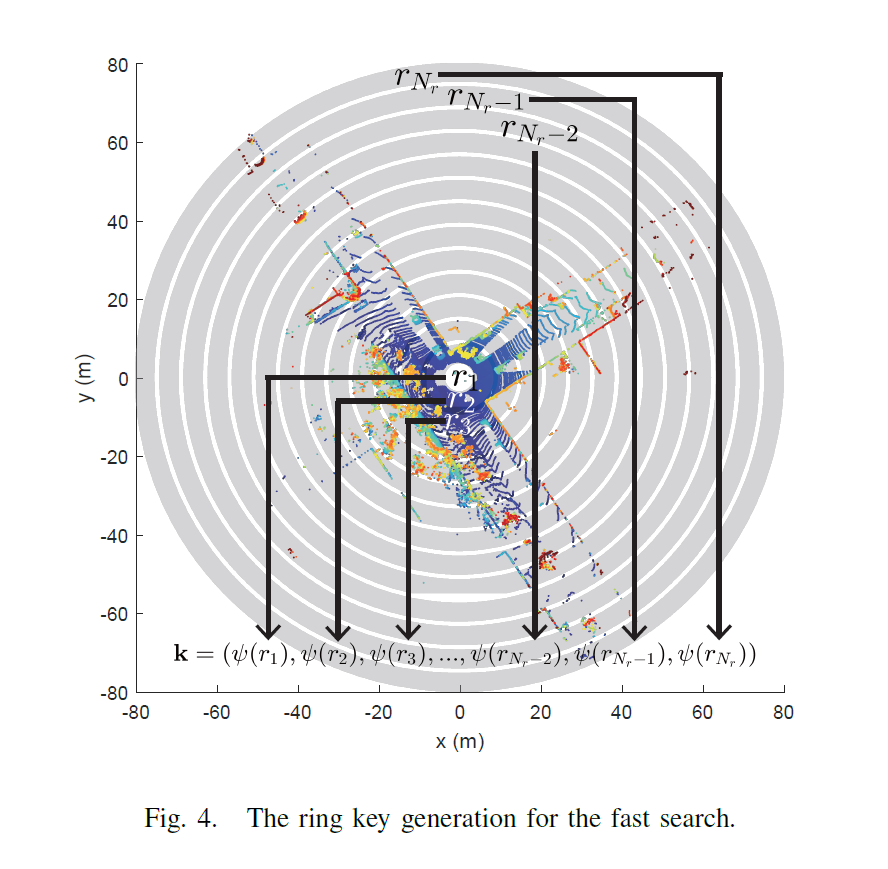 80
60
40
20
0
-20
-40
-60
-80
y (m)
r_{N_r}
r_{N_r-1}
r_{N_r-2}
r_1
r_2
r_3
k = (ψ(r_1), ψ(r_2), ψ(r_3), ..., ψ(r_{N_r-2}), ψ(r_{N_r-1}), ψ(r_{N_r}))
-80 -60 -40 -20 0 20 40 60 80
x (m)
Fig. 4. The ring key generation for the fast search.